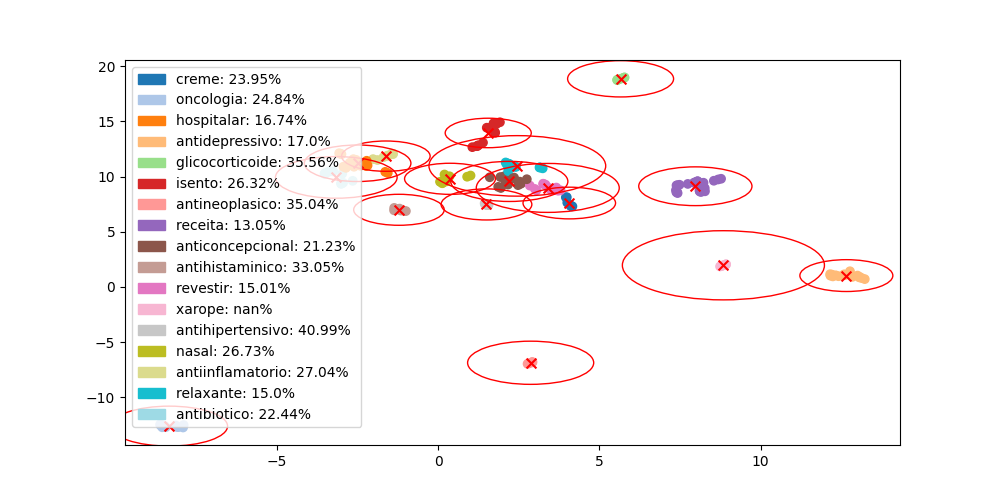 20
15
10
5
0
−5
−10
−5
0
5
10
creme: 23.95%
oncologia: 24.84%
hospitalar: 16.74%
antidepressivo: 17.0%
glicocorticoide: 35.56%
isento: 26.32%
antineoplasico: 35.04%
receita: 13.05%
anticoncepcional: 21.23%
antihistaminico: 33.05%
revestir: 15.01%
xarope: nan%
antihipertensivo: 40.99%
nasal: 26.73%
antiinflamatorio: 27.04%
relaxante: 15.0%
antibiotico: 22.44%